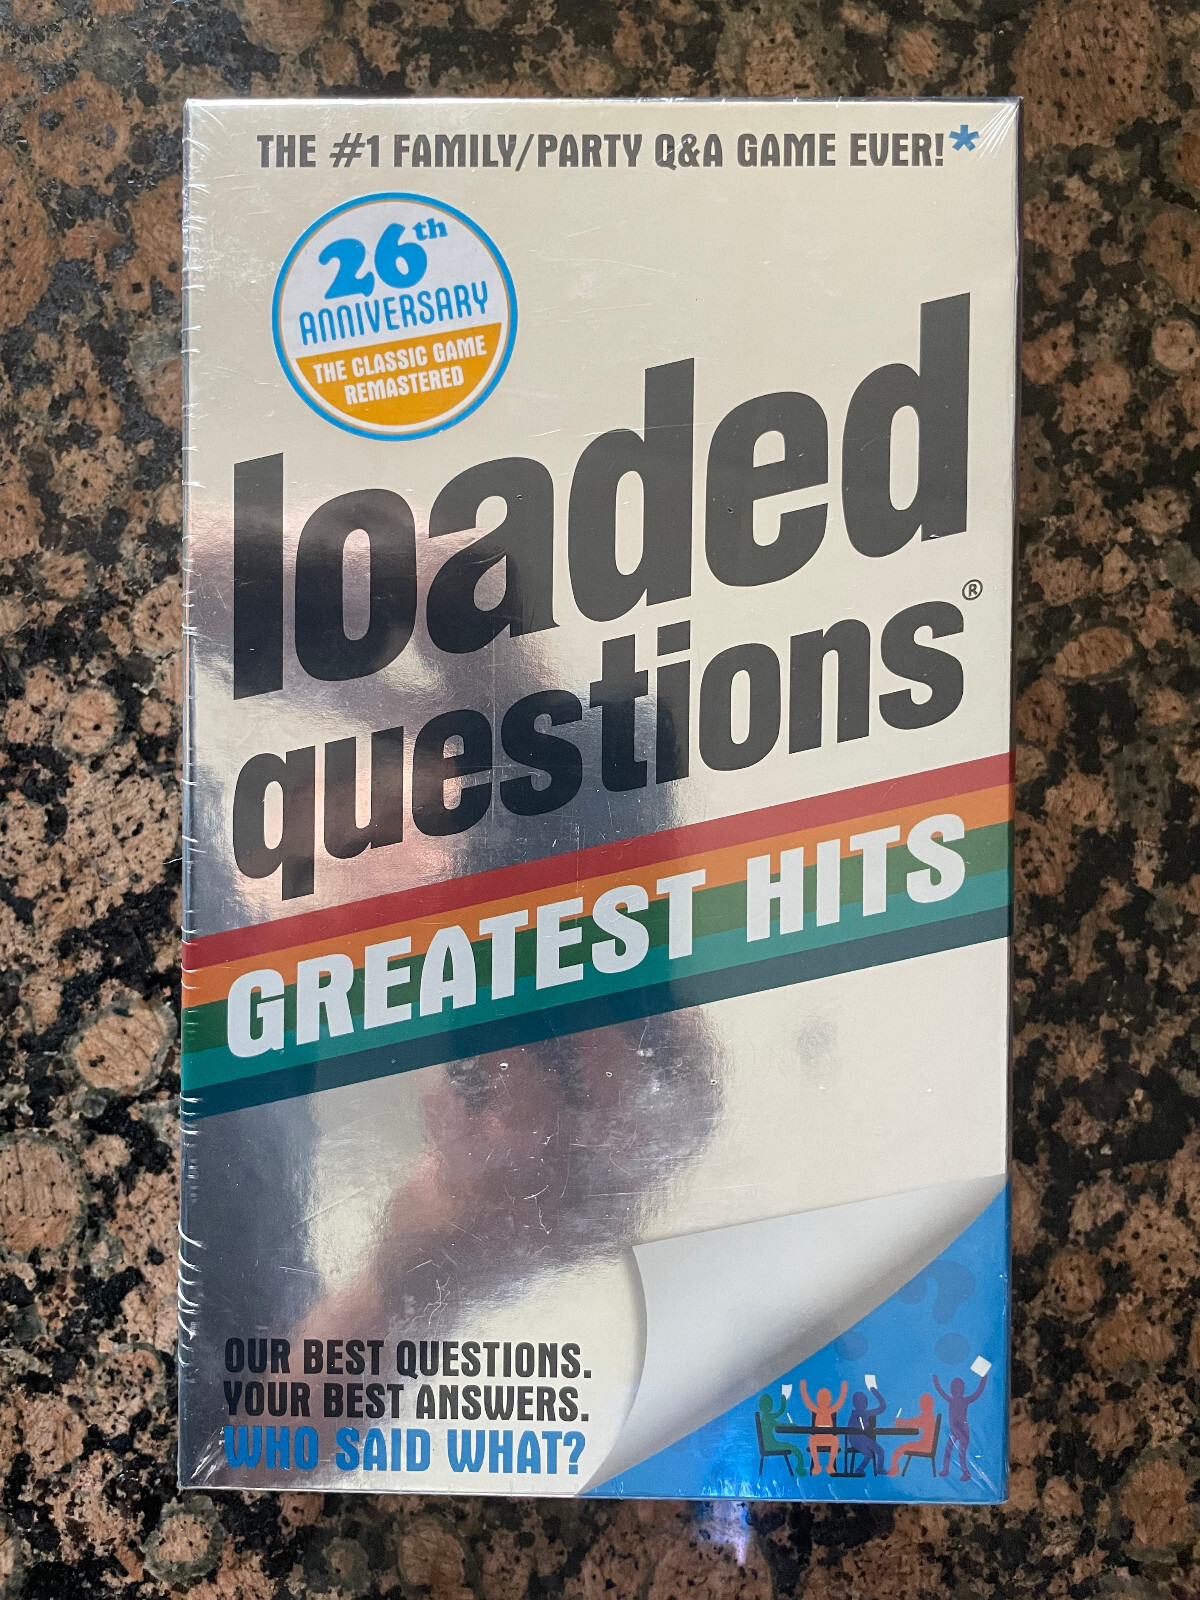 THE #1 FAMILY/PARTY Q&A GAME EVER!*
26th
ANNIVERSARY
THE CLASSIC GAME
REMASTERED
loaded
questions®
GREATEST HITS
OUR BEST QUESTIONS.
YOUR BEST ANSWERS.
WHO SAID WHAT?